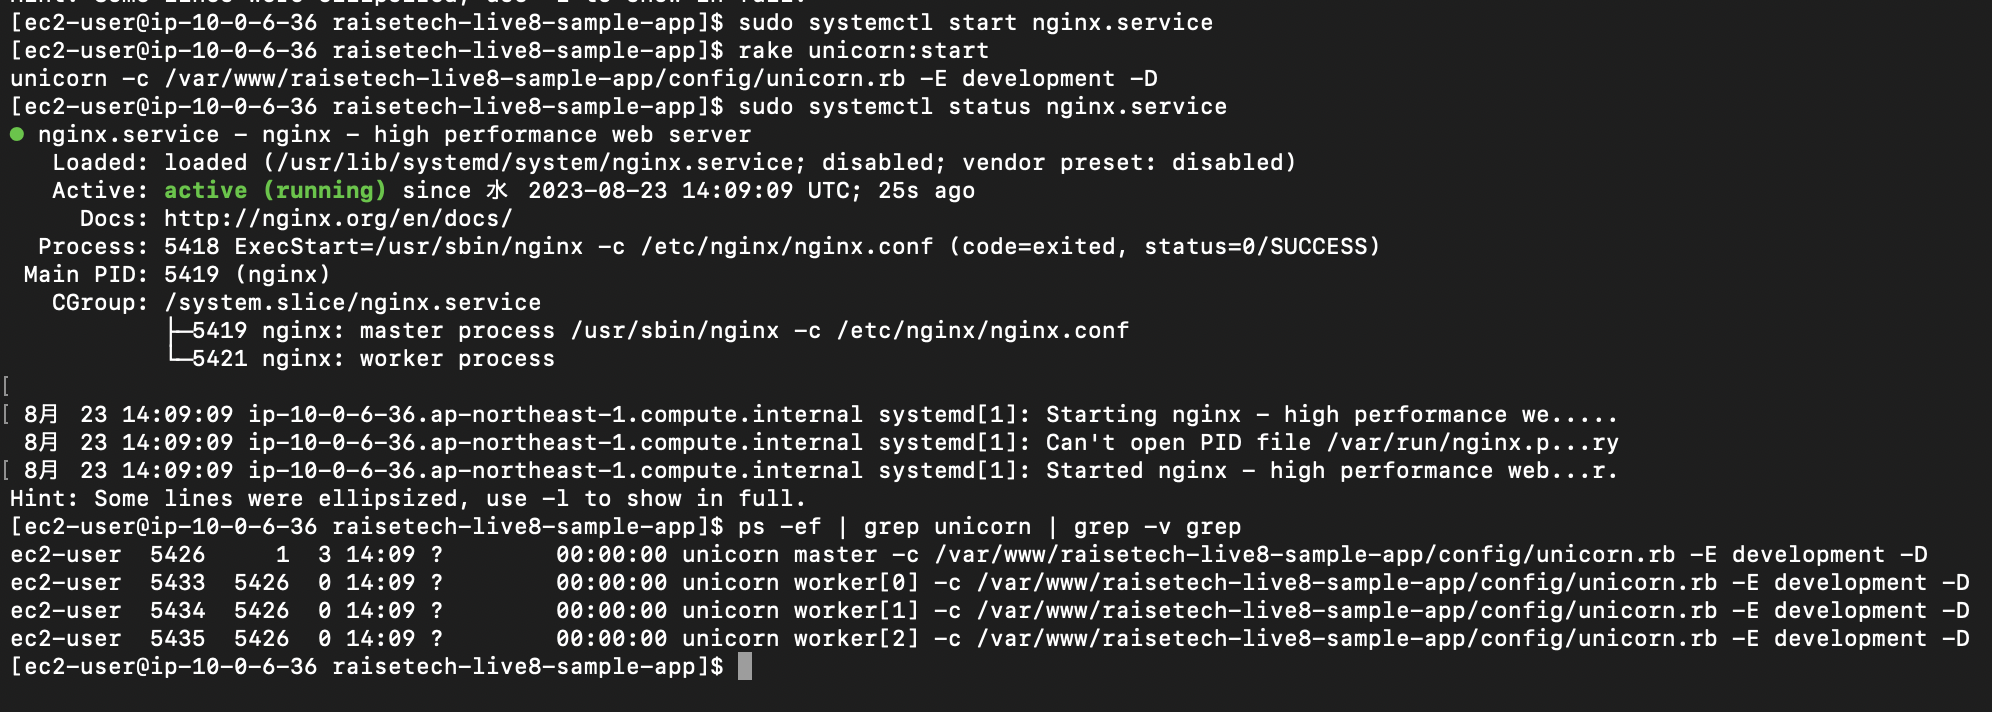 Hint: Some lines were ellipsized, use -l to show in full.
[ec2-user@ip-10-0-6-36 raisetech-live8-sample-app]$ sudo systemctl start nginx.service
[ec2-user@ip-10-0-6-36 raisetech-live8-sample-app]$ rake unicorn:start
unicorn -c /var/www/raisetech-live8-sample-app/config/unicorn.rb -E development -D
[ec2-user@ip-10-0-6-36 raisetech-live8-sample-app]$ sudo systemctl status nginx.service
● nginx.service - nginx - high performance web server
   Loaded: loaded (/usr/lib/systemd/system/nginx.service; disabled; vendor preset: disabled)
   Active: active (running) since 水 2023-08-23 14:09:09 UTC; 25s ago
     Docs: http://nginx.org/en/docs/
  Process: 5418 ExecStart=/usr/sbin/nginx -c /etc/nginx/nginx.conf (code=exited, status=0/SUCCESS)
 Main PID: 5419 (nginx)
   CGroup: /system.slice/nginx.service
           ├─5419 nginx: master process /usr/sbin/nginx -c /etc/nginx/nginx.conf
           └─5421 nginx: worker process
[
[ 8月 23 14:09:09 ip-10-0-6-36.ap-northeast-1.compute.internal systemd[1]: Starting nginx - high performance we.....
 8月 23 14:09:09 ip-10-0-6-36.ap-northeast-1.compute.internal systemd[1]: Can't open PID file /var/run/nginx.p...ry
[ 8月 23 14:09:09 ip-10-0-6-36.ap-northeast-1.compute.internal systemd[1]: Started nginx - high performance web...r.
Hint: Some lines were ellipsized, use -l to show in full.
[ec2-user@ip-10-0-6-36 raisetech-live8-sample-app]$ ps -ef | grep unicorn | grep -v grep
ec2-user  5426     1  3 14:09 ?        00:00:00 unicorn master -c /var/www/raisetech-live8-sample-app/config/unicorn.rb -E development -D
ec2-user  5433  5426  0 14:09 ?        00:00:00 unicorn worker[0] -c /var/www/raisetech-live8-sample-app/config/unicorn.rb -E development -D
ec2-user  5434  5426  0 14:09 ?        00:00:00 unicorn worker[1] -c /var/www/raisetech-live8-sample-app/config/unicorn.rb -E development -D
ec2-user  5435  5426  0 14:09 ?        00:00:00 unicorn worker[2] -c /var/www/raisetech-live8-sample-app/config/unicorn.rb -E development -D
[ec2-user@ip-10-0-6-36 raisetech-live8-sample-app]$